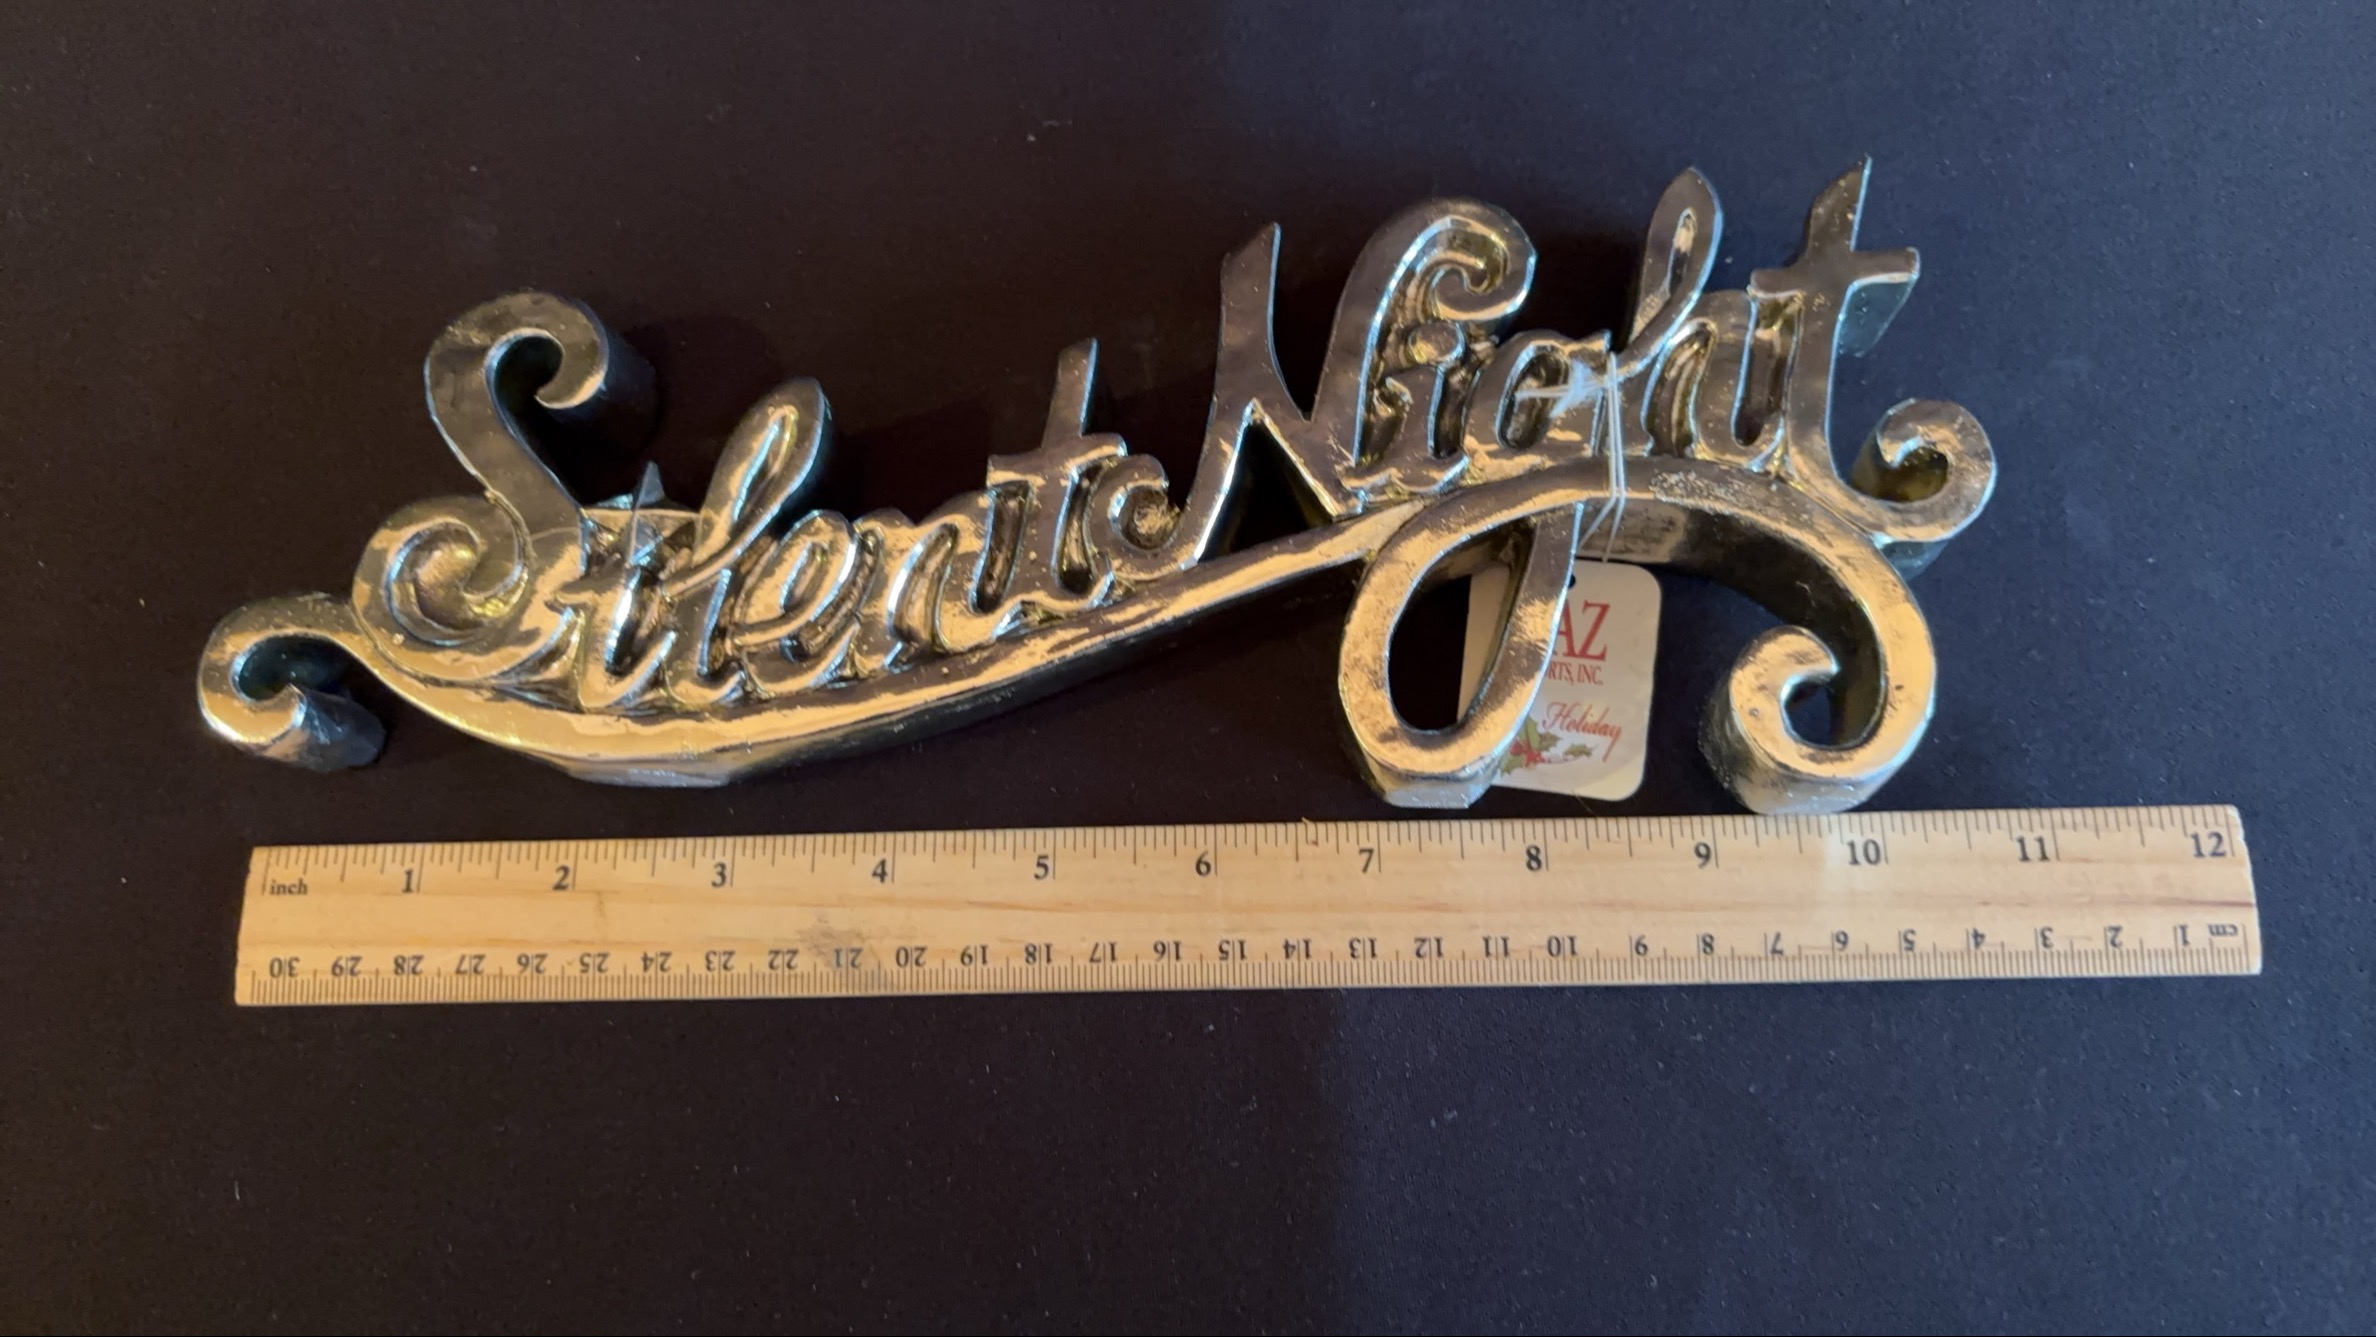 Silent Night
AZ
RTS, INC.
Holiday
inch 1 2 3 4 5 6 7 8 9 10 11 12
30 29 28 27 26 25 24 23 22 21 20 19 18 17 16 15 14 13 12 11 10 9 8 7 6 5 4 3 2 1 cm